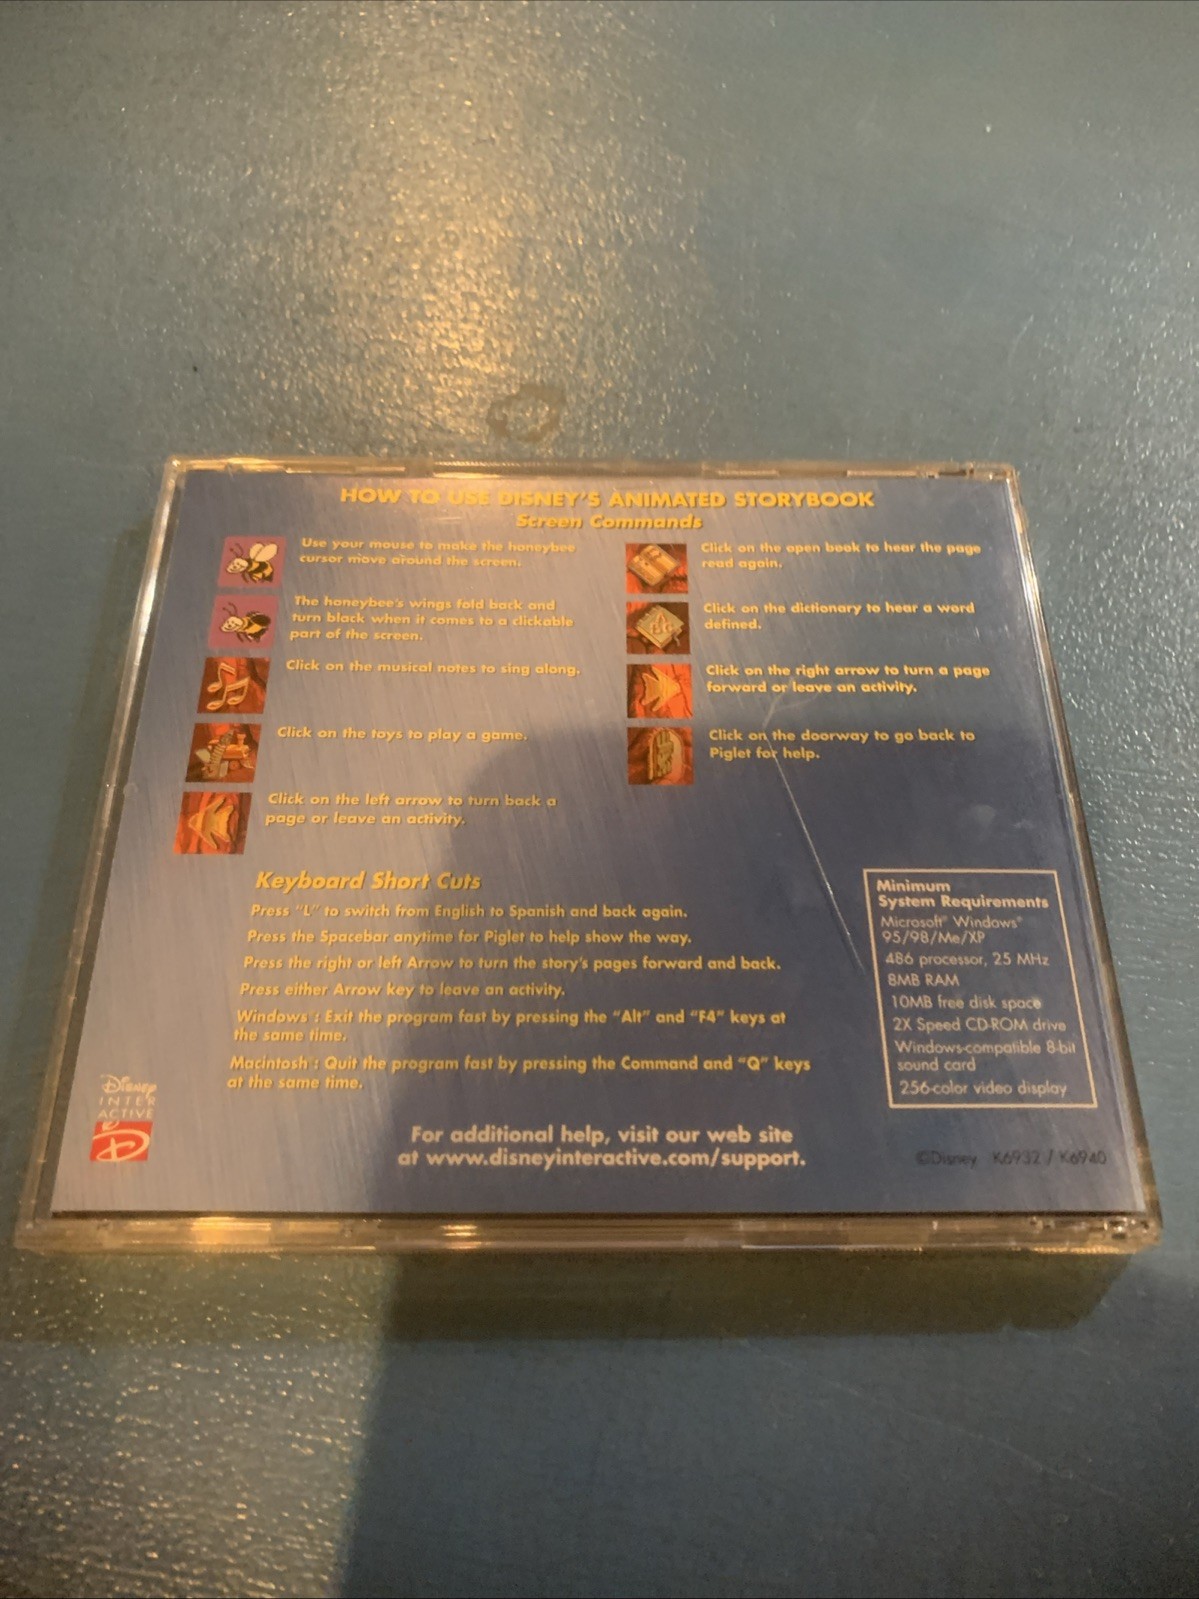 HOW TO USE DISNEY'S ANIMATED STORYBOOK
Screen Commands
Use your mouse to make the honeybee
cursor move around the screen.
The honeybee's wings fold back and
turn black when it comes to a clickable
part of the screen.
Click on the musical notes to sing along.
Click on the toys to play a game.
Click on the left arrow to turn back a
page or leave an activity.
Click on the open book to hear the page
read again.
Click on the dictionary to hear a word
defined.
Click on the right arrow to turn a page
forward or leave an activity.
Click on the doorway to go back to
Piglet for help.
Keyboard Short Cuts
Press "L" to switch from English to Spanish and back again.
Press the Spacebar anytime for Piglet to help show the way.
Press the right or left Arrow to turn the story's pages forward and back.
Press either Arrow key to leave an activity.
Windows®: Exit the program fast by pressing the "Alt" and "F4" keys at
the same time.
Macintosh®: Quit the program fast by pressing the Command and "Q" keys
at the same time.
Minimum
System Requirements
Microsoft® Windows®
95/98/Me/XP
486 processor, 25 MHz
8MB RAM
10MB free disk space
2X Speed CD-ROM drive
Windows-compatible 8-bit
sound card
256-color video display
Disney
INTER
ACTIVE
D
For additional help, visit our web site
at www.disneyinteractive.com/support.
©Disney K6932 / K6940